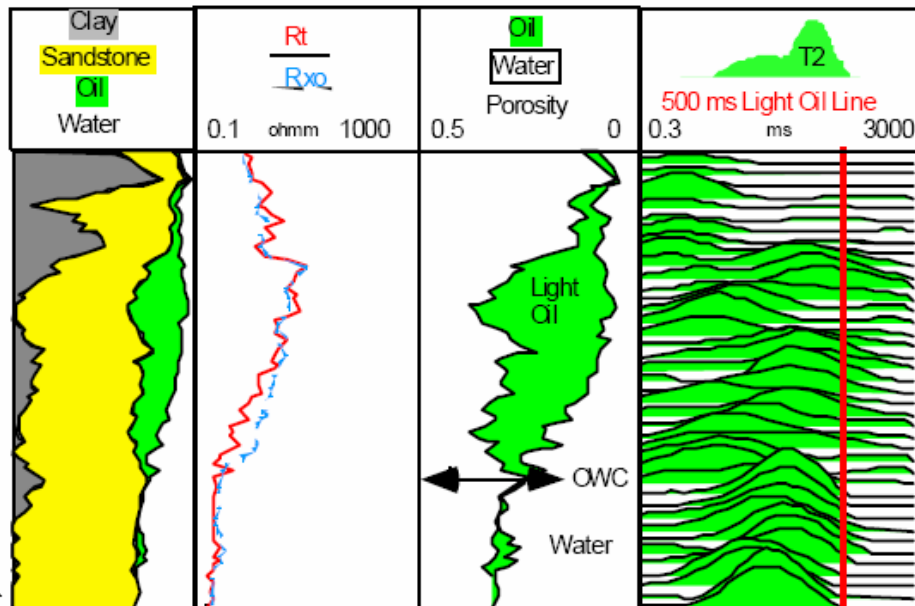 Clay
Sandstone
Oil
Water
Rt
Rxo
0.1 ohmm 1000
Oil
Water
Porosity
0.5 0
T2
500 ms Light Oil Line
0.3 ms 3000
Light
Oil
OWC
Water